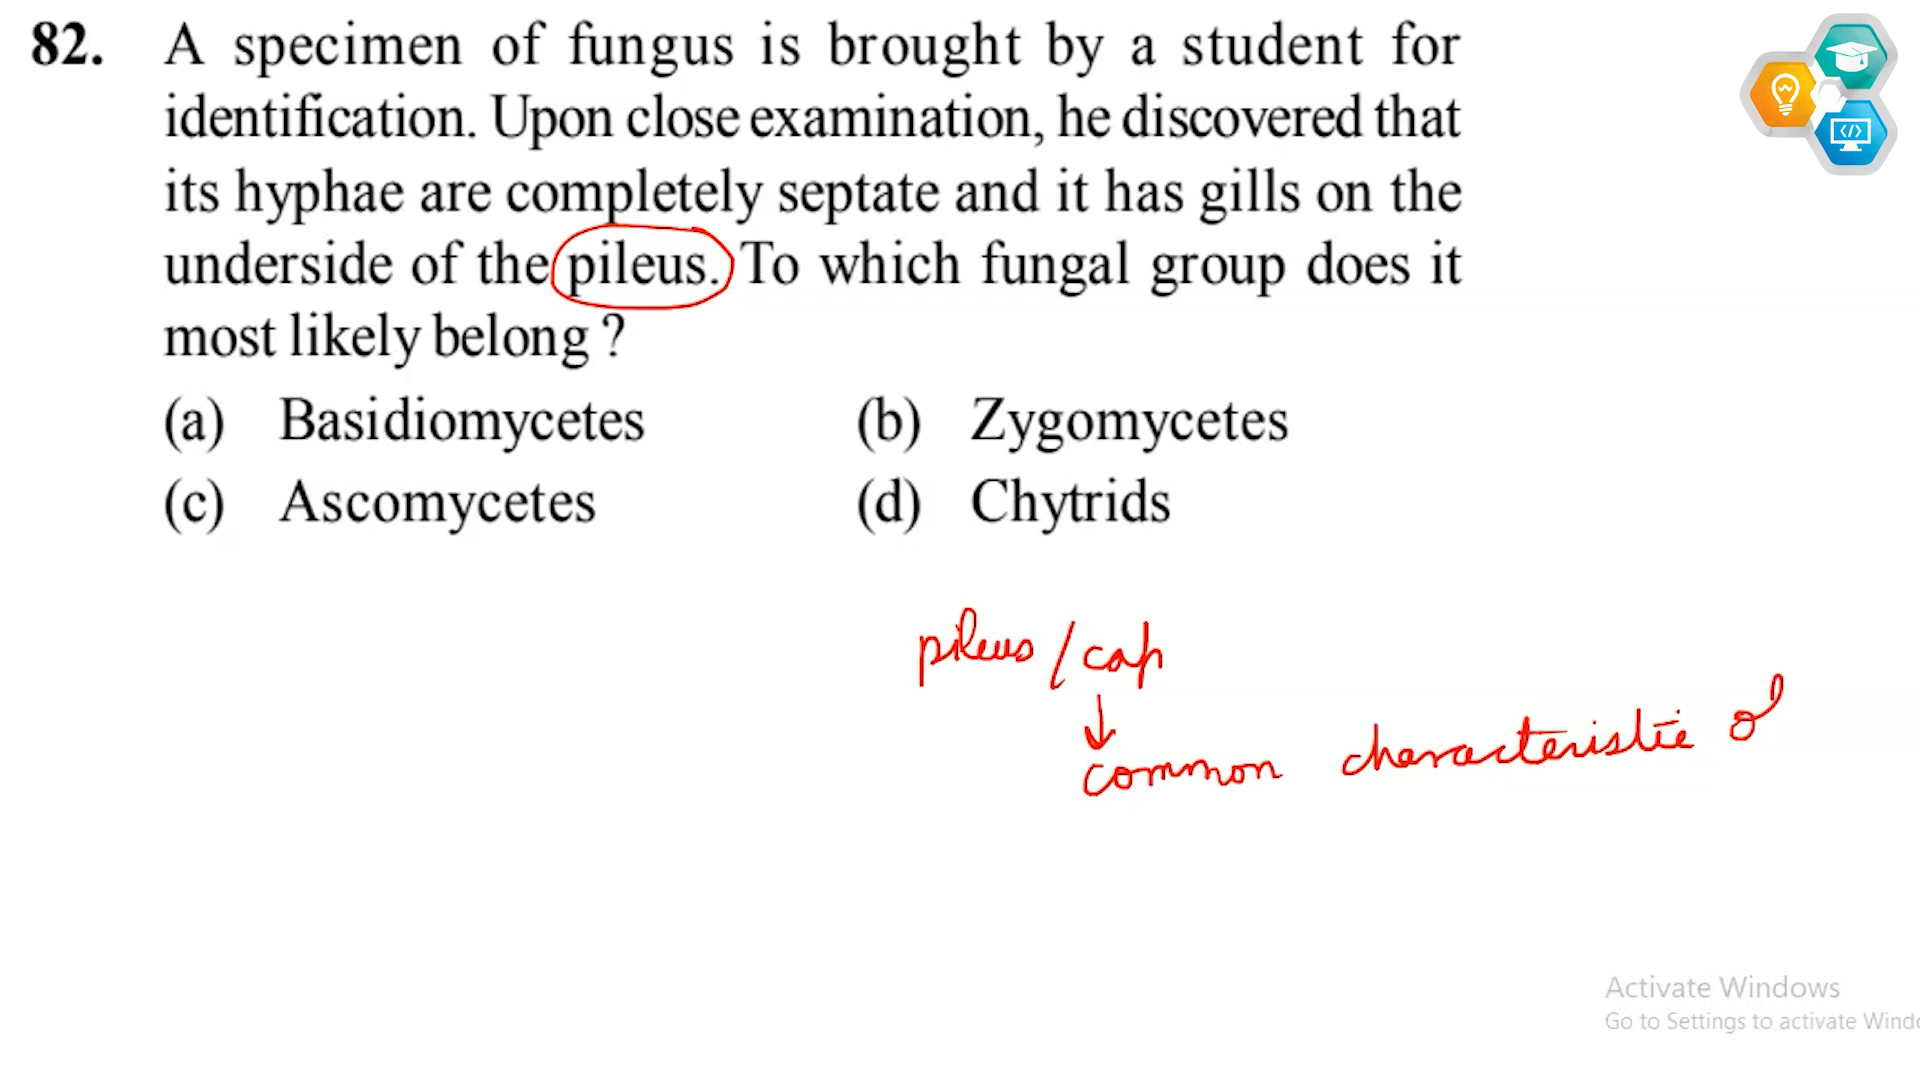 82. A specimen of fungus is brought by a student for
identification. Upon close examination, he discovered that
its hyphae are completely septate and it has gills on the
underside of the pileus. To which fungal group does it
most likely belong ?
(a) Basidiomycetes (b) Zygomycetes
(c) Ascomycetes (d) Chytrids
pileus / cap
↓
common characteristic of
Activate Windows
Go to Settings to activate Windo